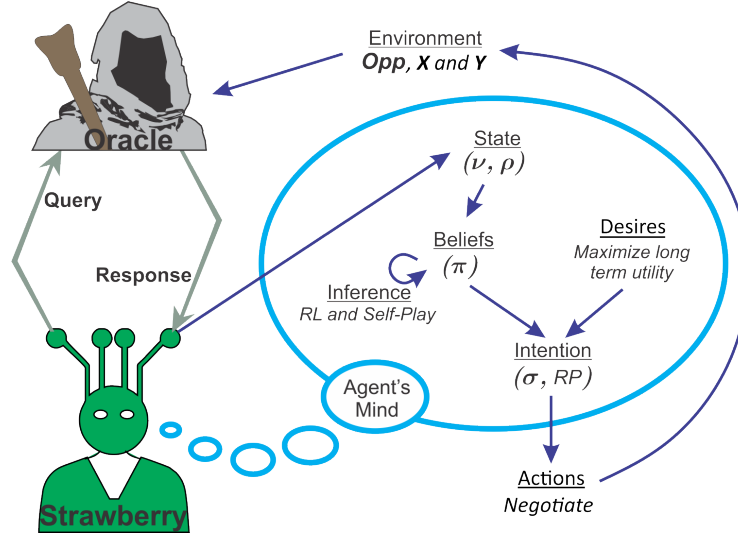 Environment
Opp, X and Y
Oracle
Query
Response
State
(ν, ρ)
Beliefs
(π)
Desires
Maximize long
term utility
Inference
RL and Self-Play
Intention
(σ, RP)
Agent's
Mind
Actions
Negotiate
Strawberry